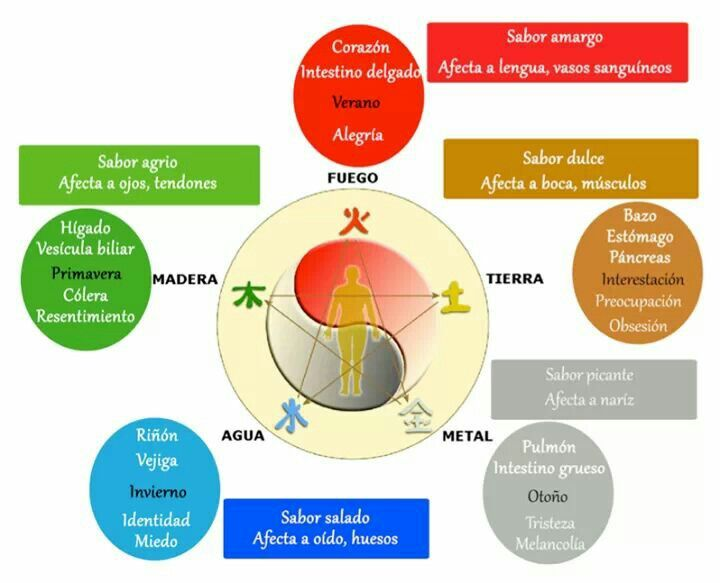 Corazón
Intestino delgado
Verano
Alegría
FUEGO
Sabor amargo
Afecta a lengua, vasos sanguíneos
Sabor agrio
Afecta a ojos, tendones
Sabor dulce
Afecta a boca, músculos
Hígado
Vesícula biliar
Primavera
Cólera
Resentimiento
MADERA
火
木
土
水
金
TIERRA
Bazo
Estómago
Páncreas
Interestación
Preocupación
Obsesión
Sabor picante
Afecta a naríz
AGUA
METAL
Riñón
Vejiga
Invierno
Identidad
Miedo
Sabor salado
Afecta a oído, huesos
Pulmón
Intestino grueso
Otoño
Tristeza
Melancolía